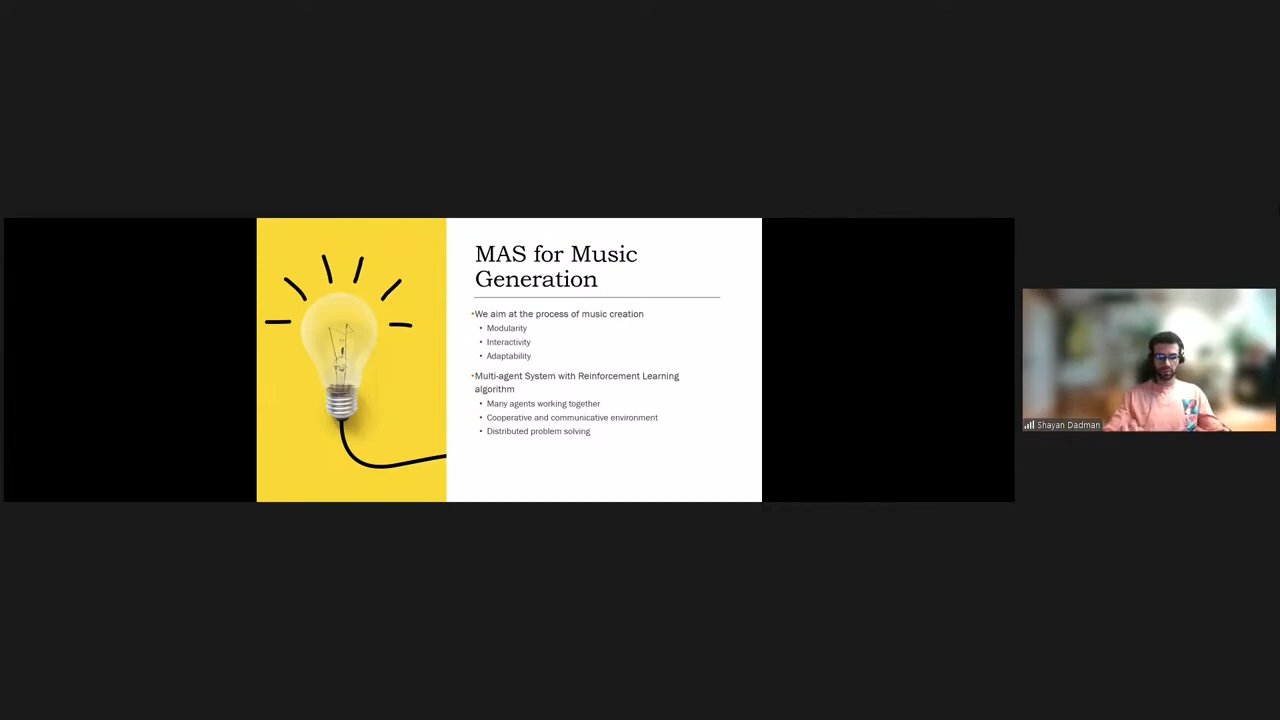 MAS for Music
Generation
•We aim at the process of music creation
• Modularity
• Interactivity
• Adaptability
•Multi-agent System with Reinforcement Learning
algorithm
• Many agents working together
• Cooperative and communicative environment
• Distributed problem solving
Shayan Dadman